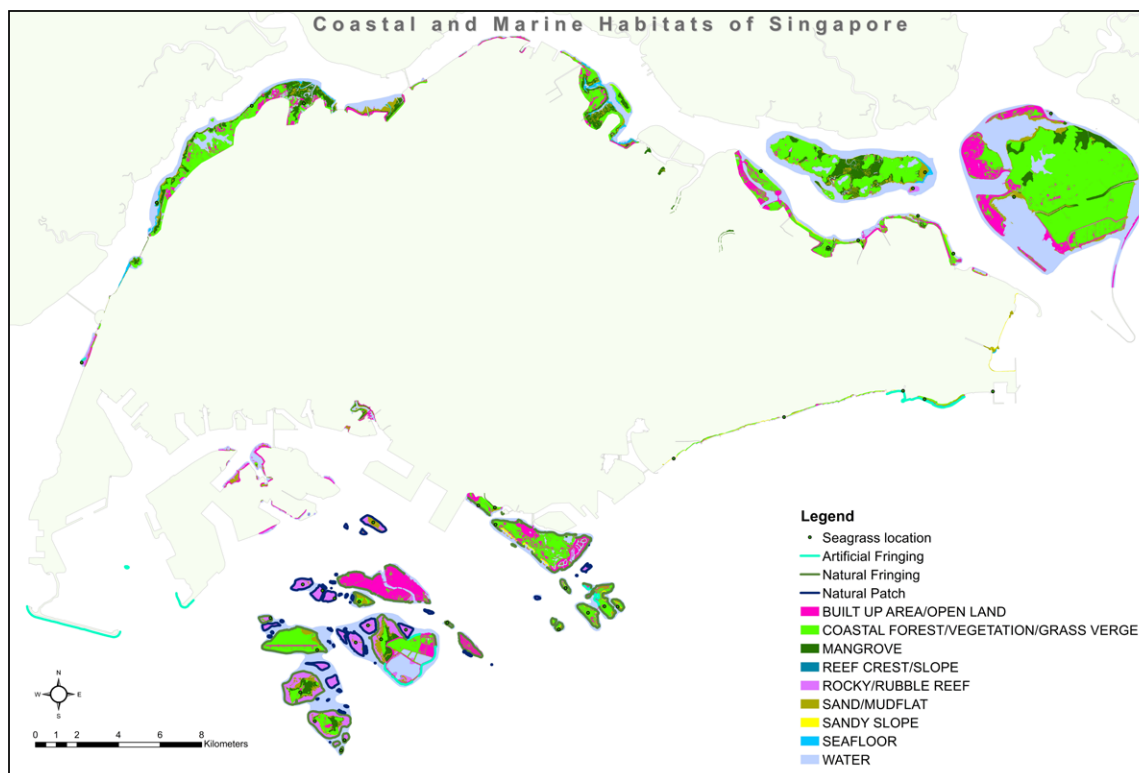 Coastal and Marine Habitats of Singapore
Legend
Seagrass location
Artificial Fringing
Natural Fringing
Natural Patch
BUILT UP AREA/OPEN LAND
COASTAL FOREST/VEGETATION/GRASS VERGE
MANGROVE
REEF CREST/SLOPE
ROCKY/RUBBLE REEF
SAND/MUDFLAT
SANDY SLOPE
SEAFLOOR
WATER
N
W E
S
0 1 2 4 6 8
Kilometers